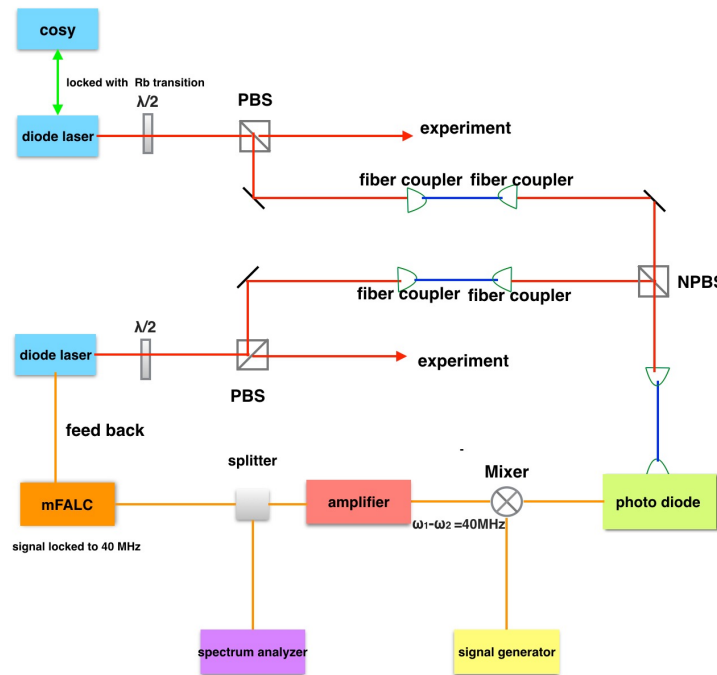 cosy
locked with Rb transition
λ/2
PBS
diode laser
experiment
fiber coupler fiber coupler
NPBS
fiber coupler fiber coupler
λ/2
diode laser
experiment
PBS
feed back
splitter
Mixer
mFALC
amplifier
photo diode
ω1-ω2 =40MHz
signal locked to 40 MHz
spectrum analyzer
signal generator